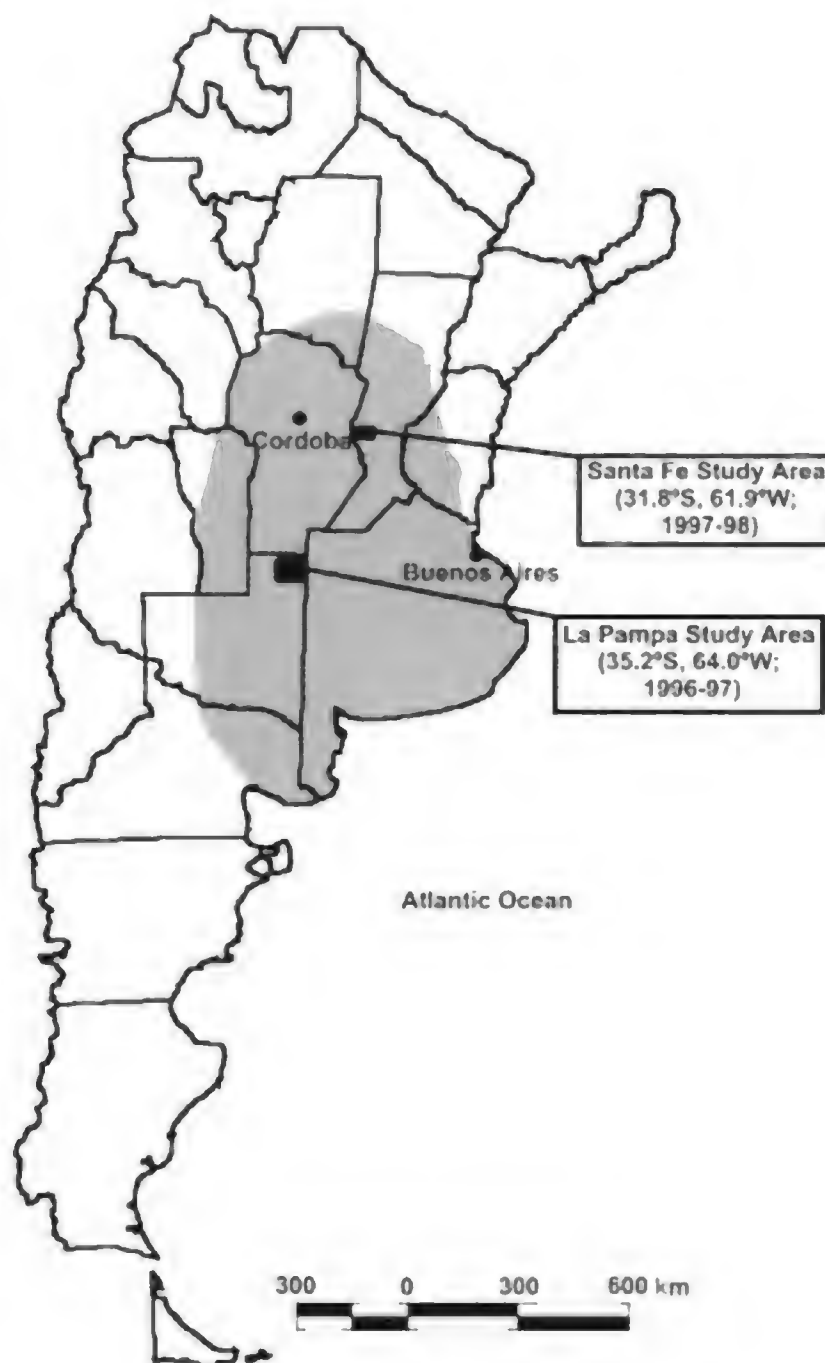 Cordoba
Santa Fe Study Area
(31.8°S, 61.9°W;
1997-98)
Buenos Aires
La Pampa Study Area
(35.2°S, 64.0°W;
1996-97)
Atlantic Ocean
300 0 300 600 km